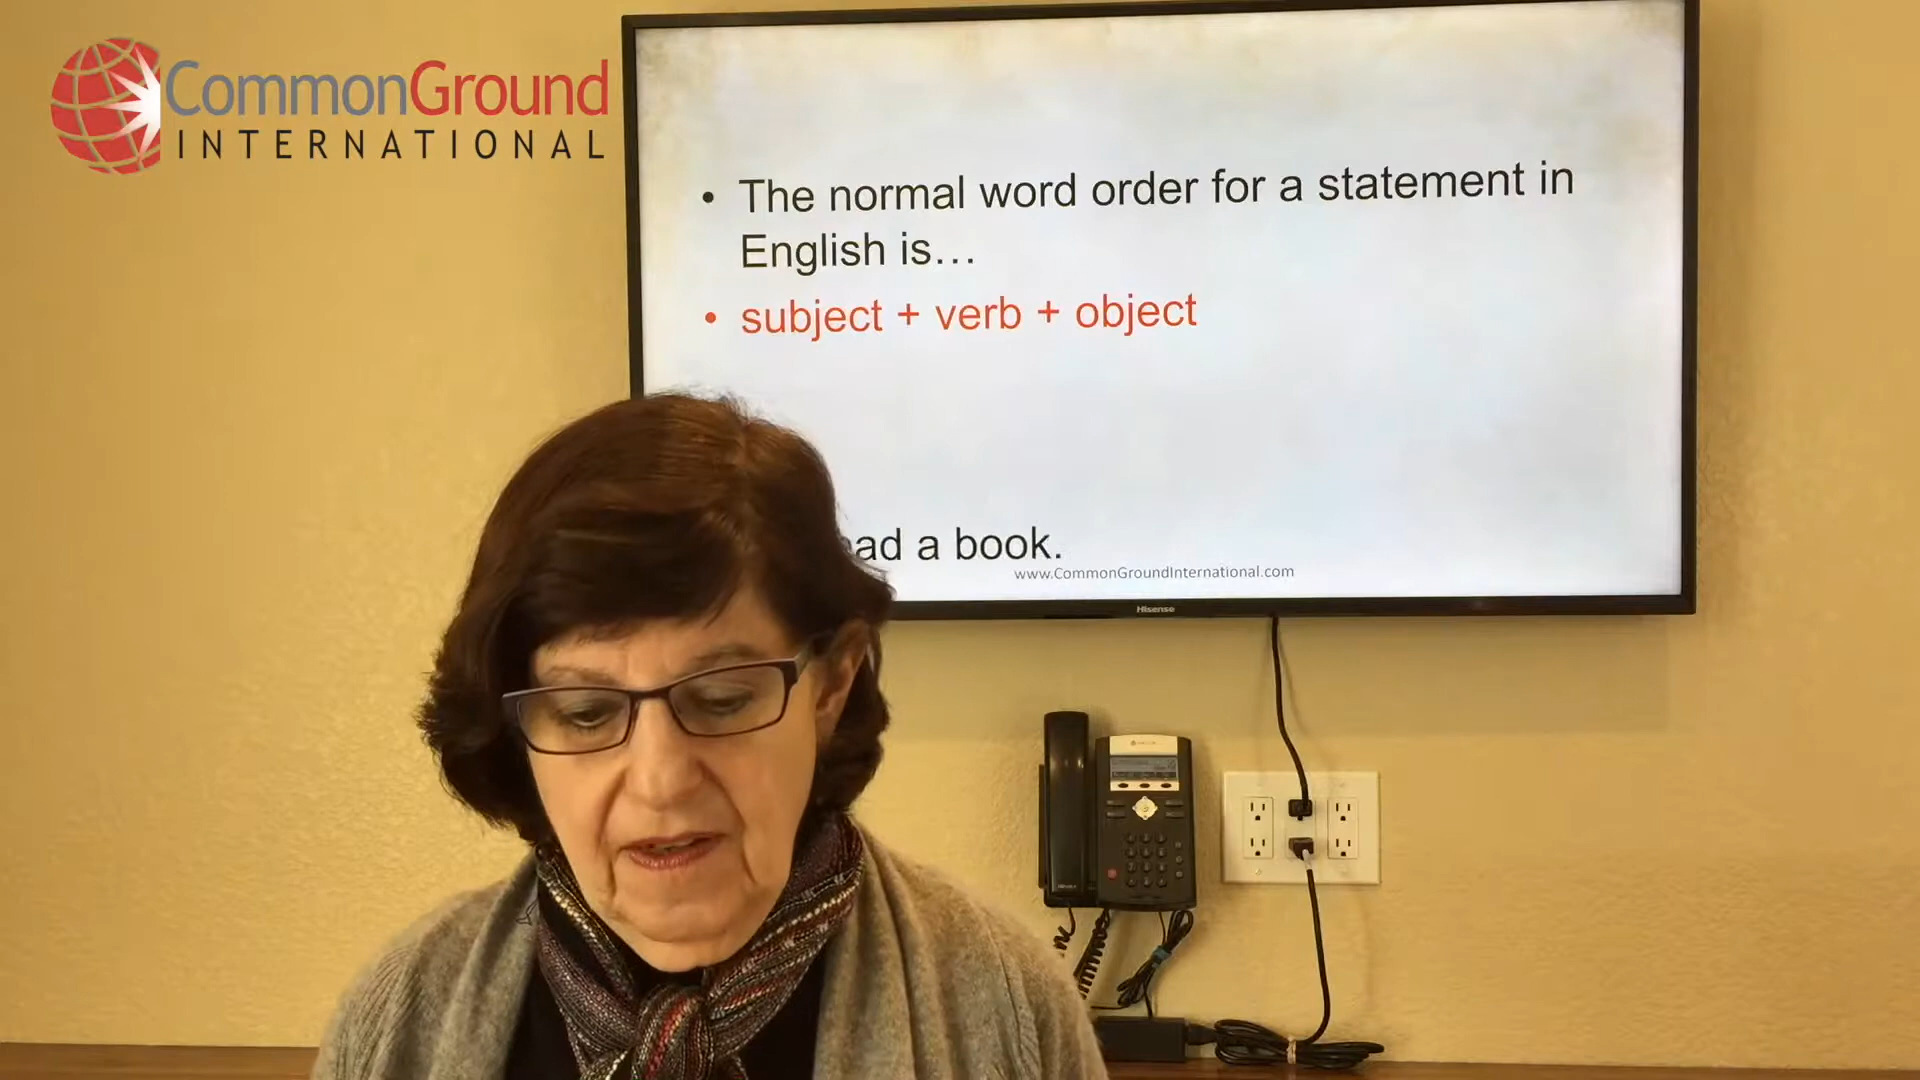 CommonGround
INTERNATIONAL
• The normal word order for a statement in
English is…
• subject + verb + object
a book.
www.CommonGroundInternational.com
Hisense